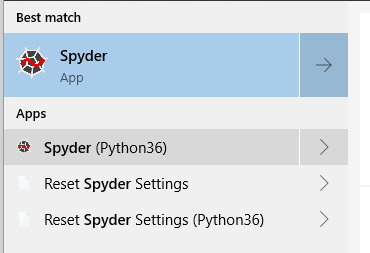 Best match
Spyder
App
Apps
Spyder (Python36)
Reset Spyder Settings
Reset Spyder Settings (Python36)